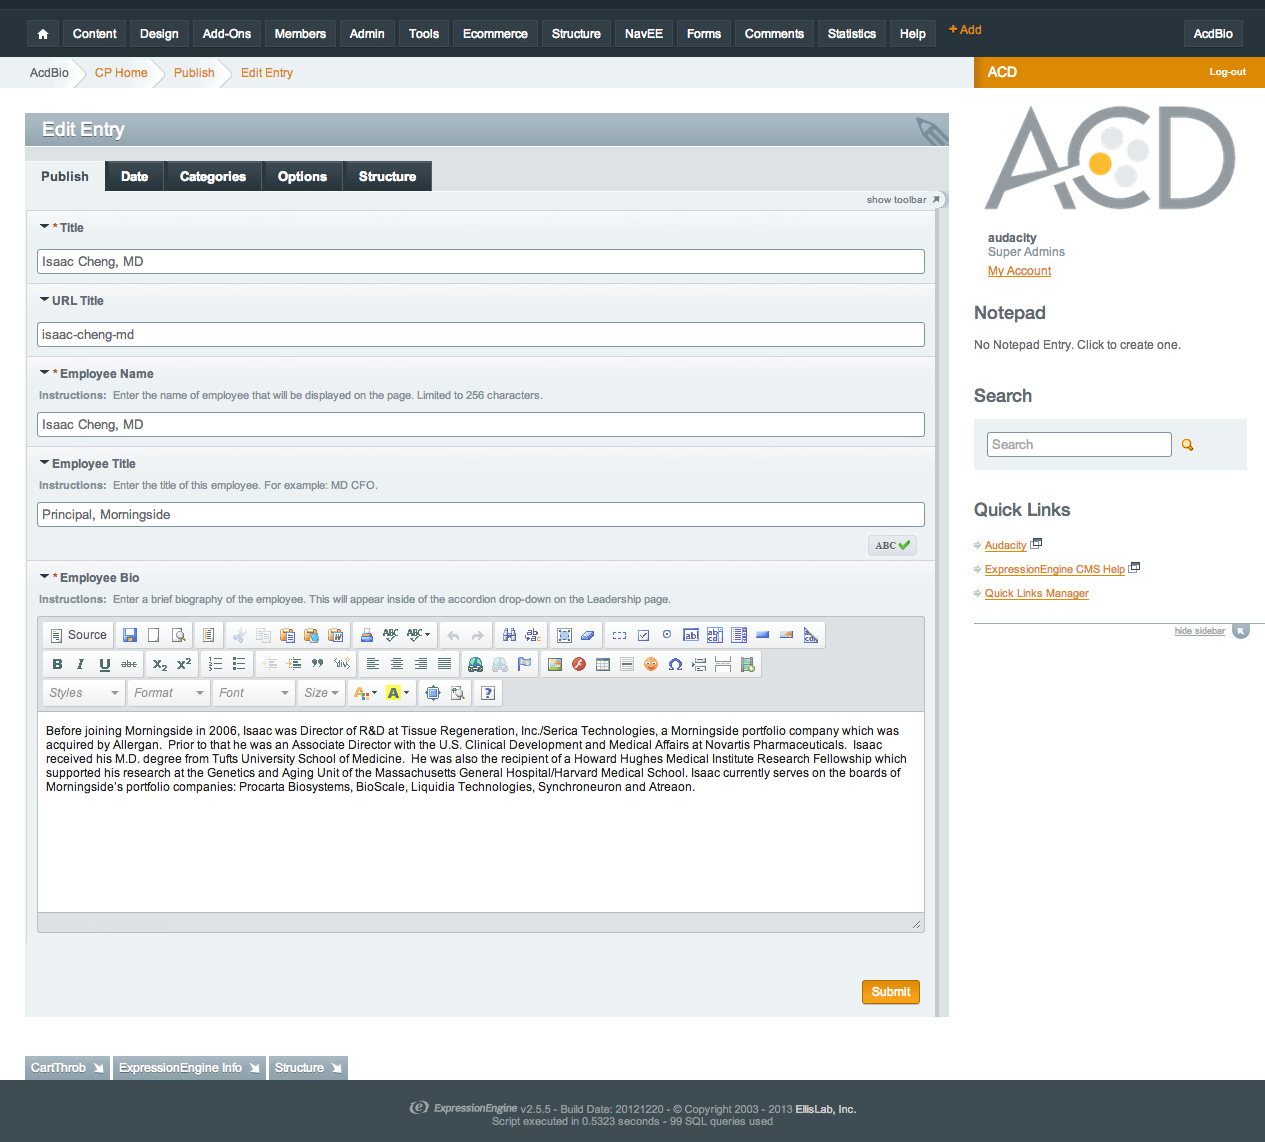 Content Design Add-Ons Members Admin Tools Ecommerce Structure NavEE Forms Comments Statistics Help + Add AcdBio
AcdBio CP Home Publish Edit Entry
ACD Log-out
Edit Entry
Publish Date Categories Options Structure
show toolbar
* Title
Isaac Cheng, MD
URL Title
isaac-cheng-md
* Employee Name
Instructions: Enter the name of employee that will be displayed on the page. Limited to 256 characters.
Isaac Cheng, MD
Employee Title
Instructions: Enter the title of this employee. For example: MD CFO.
Principal, Morningside
ABC
* Employee Bio
Instructions: Enter a brief biography of the employee. This will appear inside of the accordion drop-down on the Leadership page.
Source
B I U abc X2 X2
Styles Format Font Size A A ?
Before joining Morningside in 2006, Isaac was Director of R&D at Tissue Regeneration, Inc./Serica Technologies, a Morningside portfolio company which was
acquired by Allergan.  Prior to that he was an Associate Director with the U.S. Clinical Development and Medical Affairs at Novartis Pharmaceuticals.  Isaac
received his M.D. degree from Tufts University School of Medicine.  He was also the recipient of a Howard Hughes Medical Institute Research Fellowship which
supported his research at the Genetics and Aging Unit of the Massachusetts General Hospital/Harvard Medical School. Isaac currently serves on the boards of
Morningside's portfolio companies: Procarta Biosystems, BioScale, Liquidia Technologies, Synchroneuron and Atreaon.
Submit
ACD
audacity
Super Admins
My Account
Notepad
No Notepad Entry. Click to create one.
Search
Search
Quick Links
Audacity
ExpressionEngine CMS Help
Quick Links Manager
hide sidebar
CartThrob ExpressionEngine Info Structure
ExpressionEngine v2.5.5 - Build Date: 20121220 - © Copyright 2003 - 2013 EllisLab, Inc.
Script executed in 0.5323 seconds - 99 SQL queries used